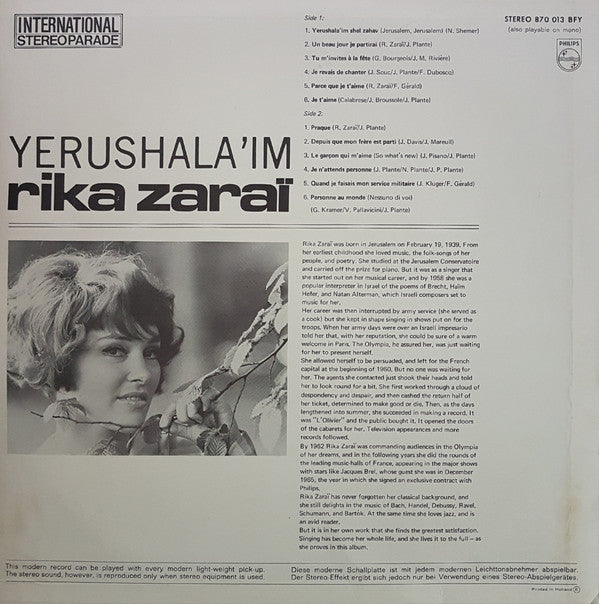 INTERNATIONAL
STEREOPARADE
STEREO 870 013 BFY
(also playable on mono)
PHILIPS
Side 1:
1. Yerushala'im shel zahav (Jerusalem, Jerusalem) (N. Shemer)
2. Un beau jour je partirai (R. Zaraï/J. Plante)
3. Tu m'invites à la fête (G. Bourgeois/J. M. Rivière)
4. Je revais de chanter (J. Souc/J. Plante/F. Dubosco)
5. Parce que je t'aime (R. Zaraï/F. Gérald)
6. Je t'aime (Calabrese/J. Broussole/J. Plante)
Side 2:
1. Prague (R. Zaraï/J. Plante)
2. Depuis que mon frère est parti (J. Davis/Mareuil)
3. Le garçon qui m'aime (So what's new) (J. Pisano/J. Plante)
4. Je n'attends personne (J. Plante/N. Plante/J. P. Plante)
5. Quand je faisais mon service militaire (J. Kluger/F. Gérald)
6. Personne au monde (Nessuno di voi)
(G. Kramer/V. Pallavicini/J. Plante)
YERUSHALA'IM
rika zaraï
Rika Zaraï was born in Jerusalem on February 19, 1939. From
her earliest childhood she loved music, the folk-songs of her
people, and poetry. She studied at the Jerusalem Conservatoire
and carried off the prize for piano. But it was as a singer that
she started out on her musical career, and by 1958 she was a
popular interpreter in Israel of the poems of Brecht, Haïm
Hefer, and Natan Alterman, which Israeli composers set to
music for her.
Her career was then interrupted by army service (she served as
a cook) but she kept in shape singing in shows put on for the
troops. When her army days were over an Israeli impresario
told her that, with her reputation, she could be sure of a warm
welcome in Paris. The Olympia, he assured her, was just waiting
for her to present herself.
She allowed herself to be persuaded, and left for the French
capital at the beginning of 1960. But no one was waiting for
her. The agents she contacted just shook their heads and told
her to look round for a bit. She first worked through a cloud of
despondency and despair, and then cashed the return half of
her ticket, determined to make good or die. Then, as the days
lengthened into summer, she succeeded in making a record. It
was "L'Olivier" and the public bought it. It opened the doors
of the cabarets for her. Television appearances and more
records followed.
By 1962 Rika Zaraï was commanding audiences in the Olympia
of her dreams, and in the following years she did the rounds of
the leading music-halls of France, appearing in the major shows
with stars like Jacques Brel, whose guest she was in December
1965, the year in which she signed an exclusive contract with
Philips.
Rika Zaraï has never forgotten her classical background, and
she still delights in the music of Bach, Handel, Debussy, Ravel,
Schumann, and Bartók. At the same time she loves jazz, and is
an avid reader.
But it is in her own work that she finds the greatest satisfaction.
Singing has become her whole life, and she lives it to the full – as
she proves in this album.
This modern record can be played with every modern light-weight pick-up.
The stereo sound, however, is reproduced only when stereo equipment is used.
Diese moderne Schallplatte ist mit jedem modernen Leichttonabnehmer abspielbar.
Der Stereo-Effekt ergibt sich jedoch nur bei Verwendung eines Stereo-Abspielgerätes.
Printed in Holland